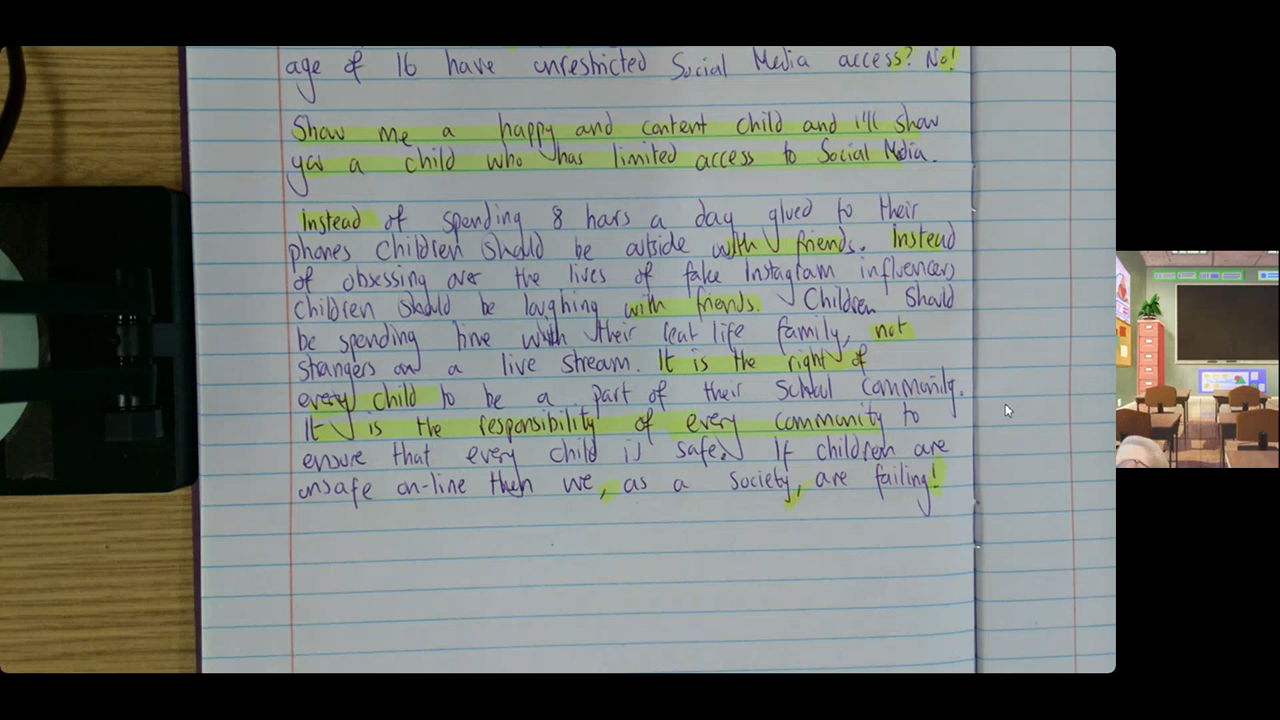 age of 16 have unrestricted Social Media access? No!
Show me a happy and content child and I'll show
you a child who has limited access to Social Media.
Instead of spending 8 hours a day glued to their
phones children should be outside with friends. Instead
of obsessing over the lives of fake Instagram influencers
children should be laughing with friends. Children should
be spending time with their real life family, not
strangers on a live stream. It is the right of
every child to be a part of their school community.
It is the responsibility of every community to
ensure that every child is safe. If children are
unsafe on-line then we, as a society, are failing!